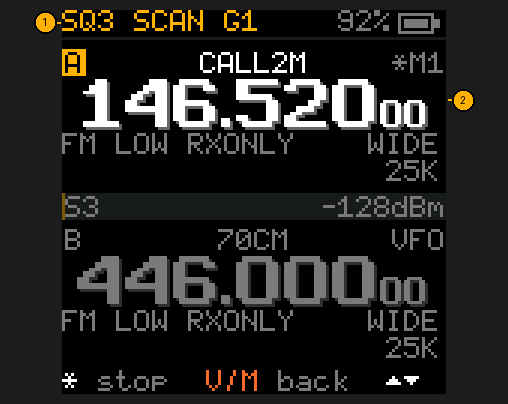 1 SQ3 SCAN G1 92%
A CALL2M *M1
146.52000 2
FM LOW RXONLY WIDE
25K
S3 -128dBm
B 70CM VFO
446.00000
FM LOW RXONLY WIDE
25K
* stop V/M back ▲▼